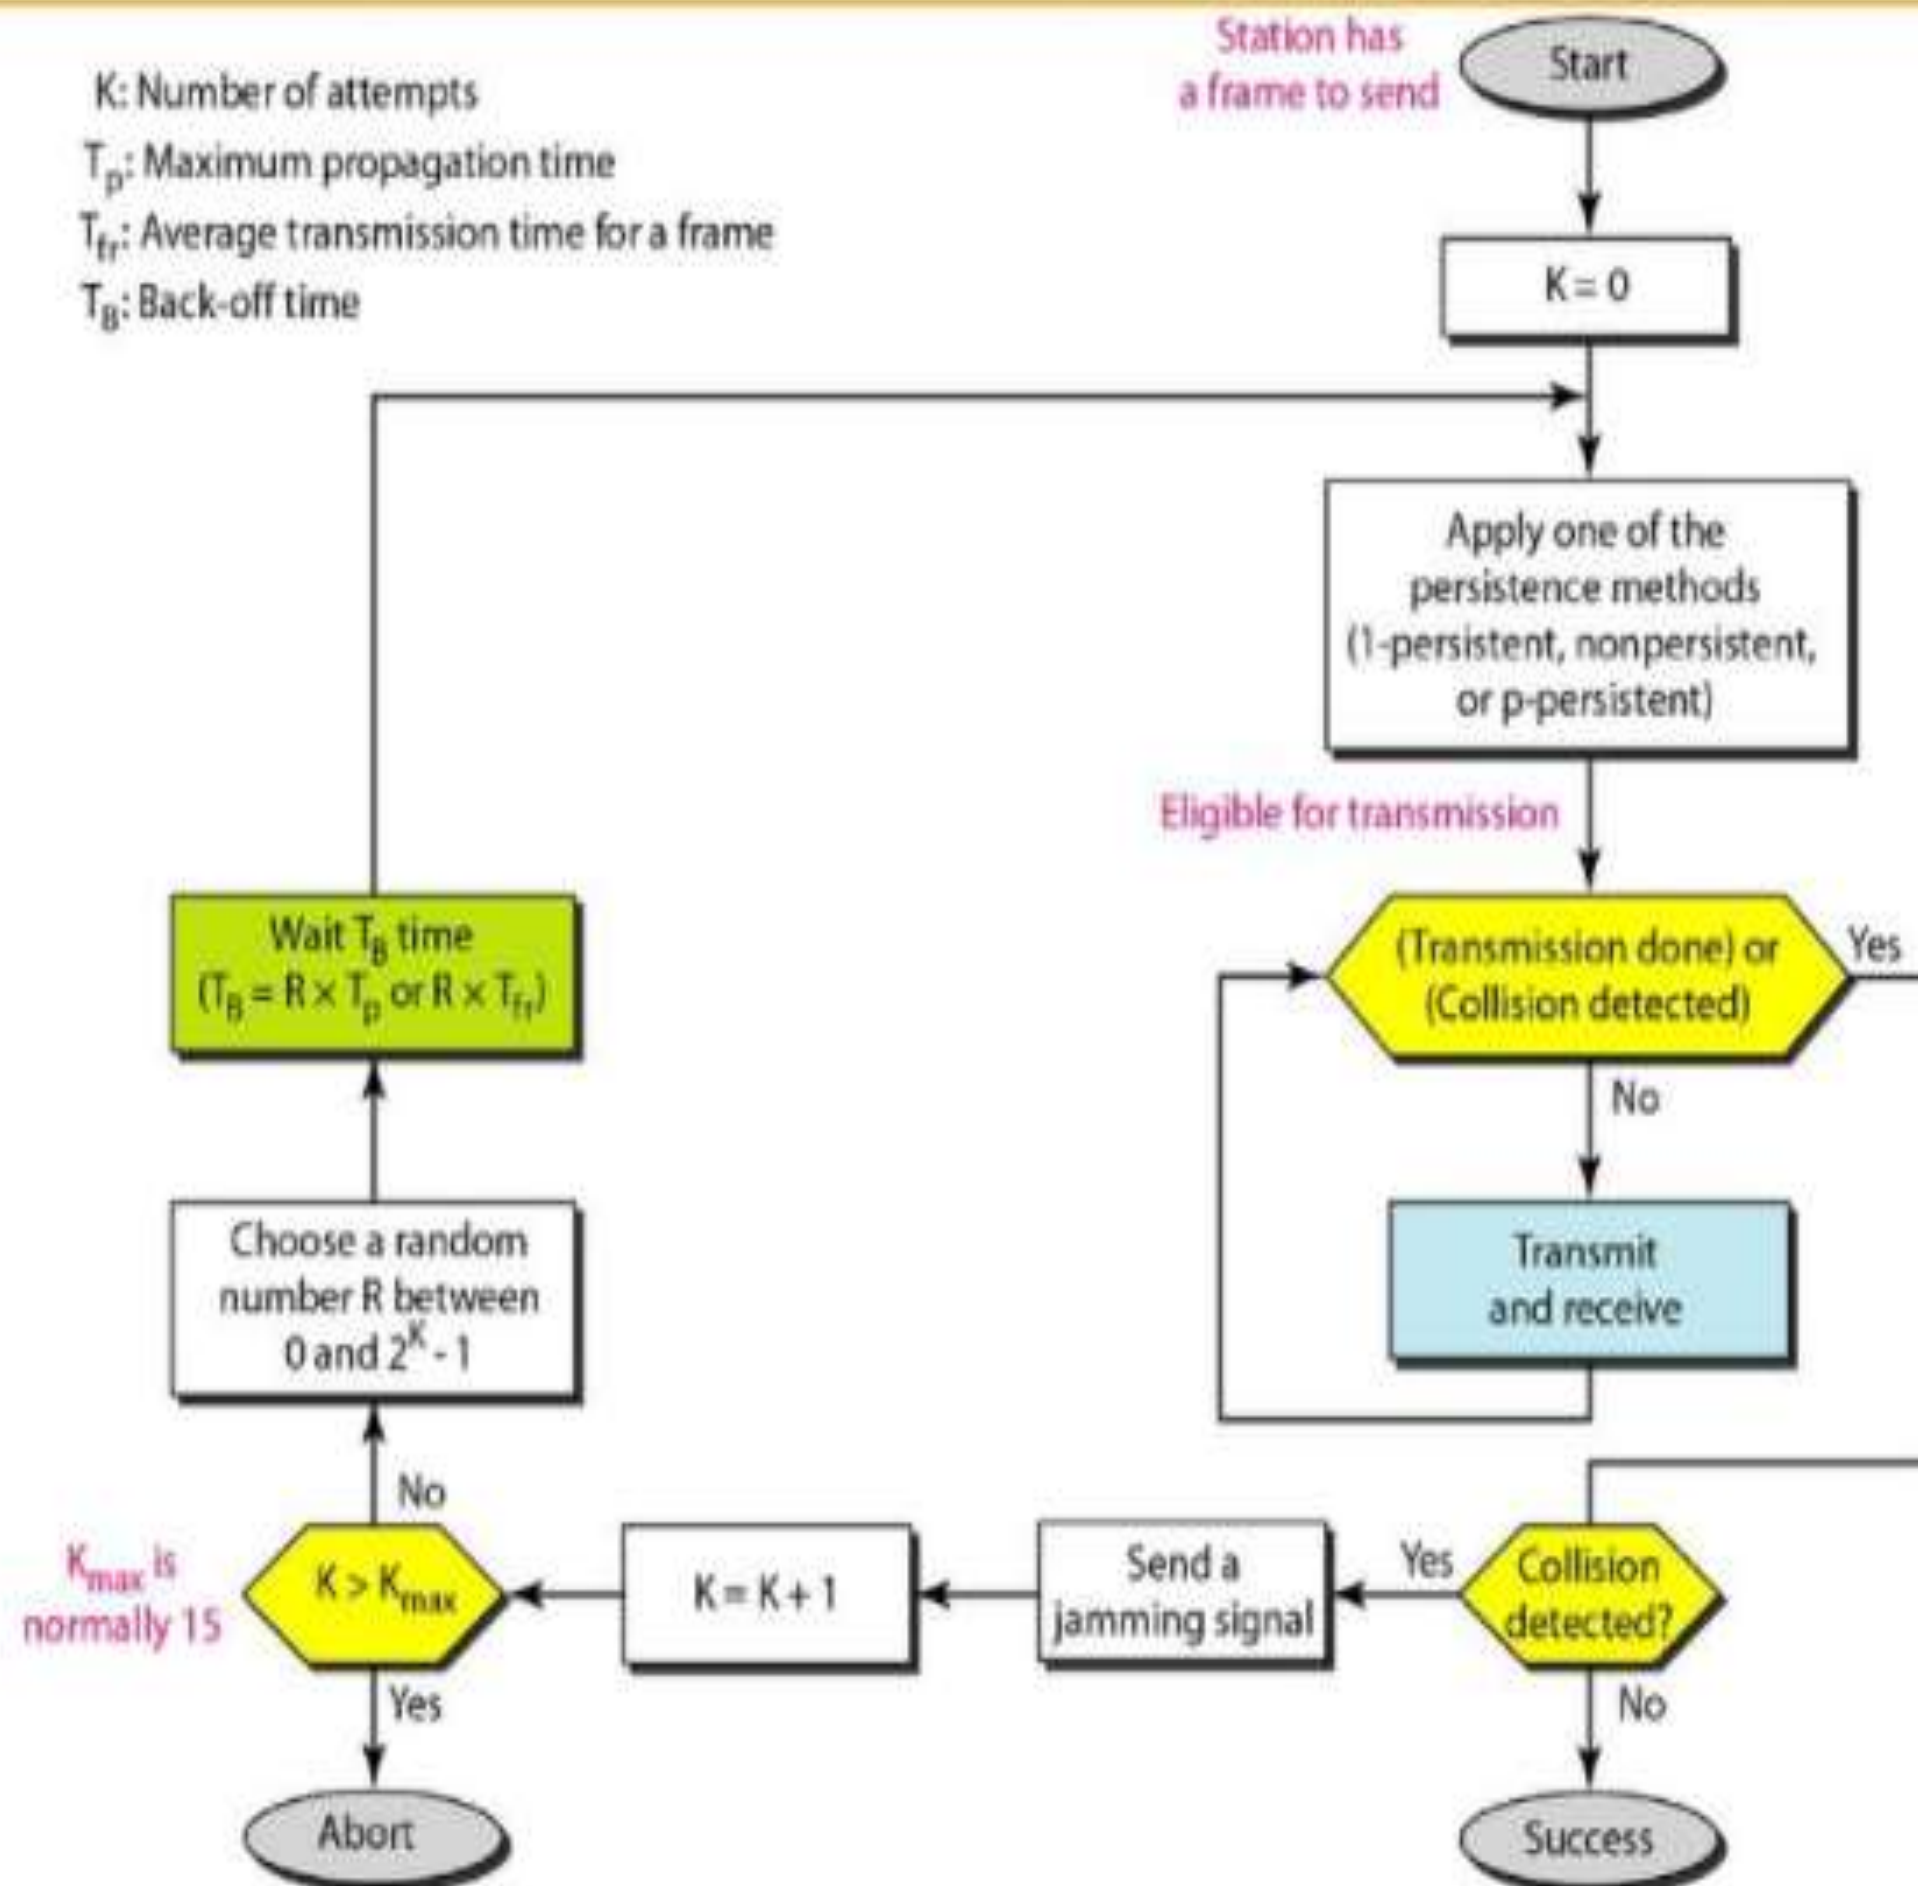 Station has
a frame to send
Start
K: Number of attempts
Tp: Maximum propagation time
Tfr: Average transmission time for a frame
TB: Back-off time
K = 0
Apply one of the
persistence methods
(1-persistent, nonpersistent,
or p-persistent)
Eligible for transmission
Wait TB time
(TB = R × Tp or R × Tfr)
(Transmission done) or
(Collision detected)
Yes
No
Transmit
and receive
Choose a random
number R between
0 and 2^K - 1
No
Kmax is
normally 15
K > Kmax
K = K + 1
Send a
jamming signal
Yes
Collision
detected?
Yes
No
Abort
Success